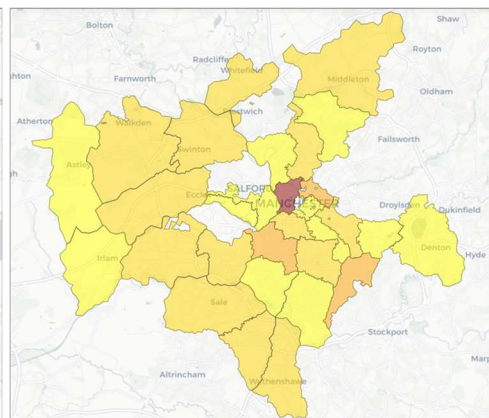 Shaw
Bolton
Royton
Radcliffe
Whitefield
Farnworth
Middleton
Oldham
Prestwich
Atherton
Walkden
Failsworth
Swinton
Eccles
SALFORD
MANCHESTER
Droylsden
Dukinfield
Denton
Hyde
Irlam
Sale
Stockport
Altrincham
Wythenshawe